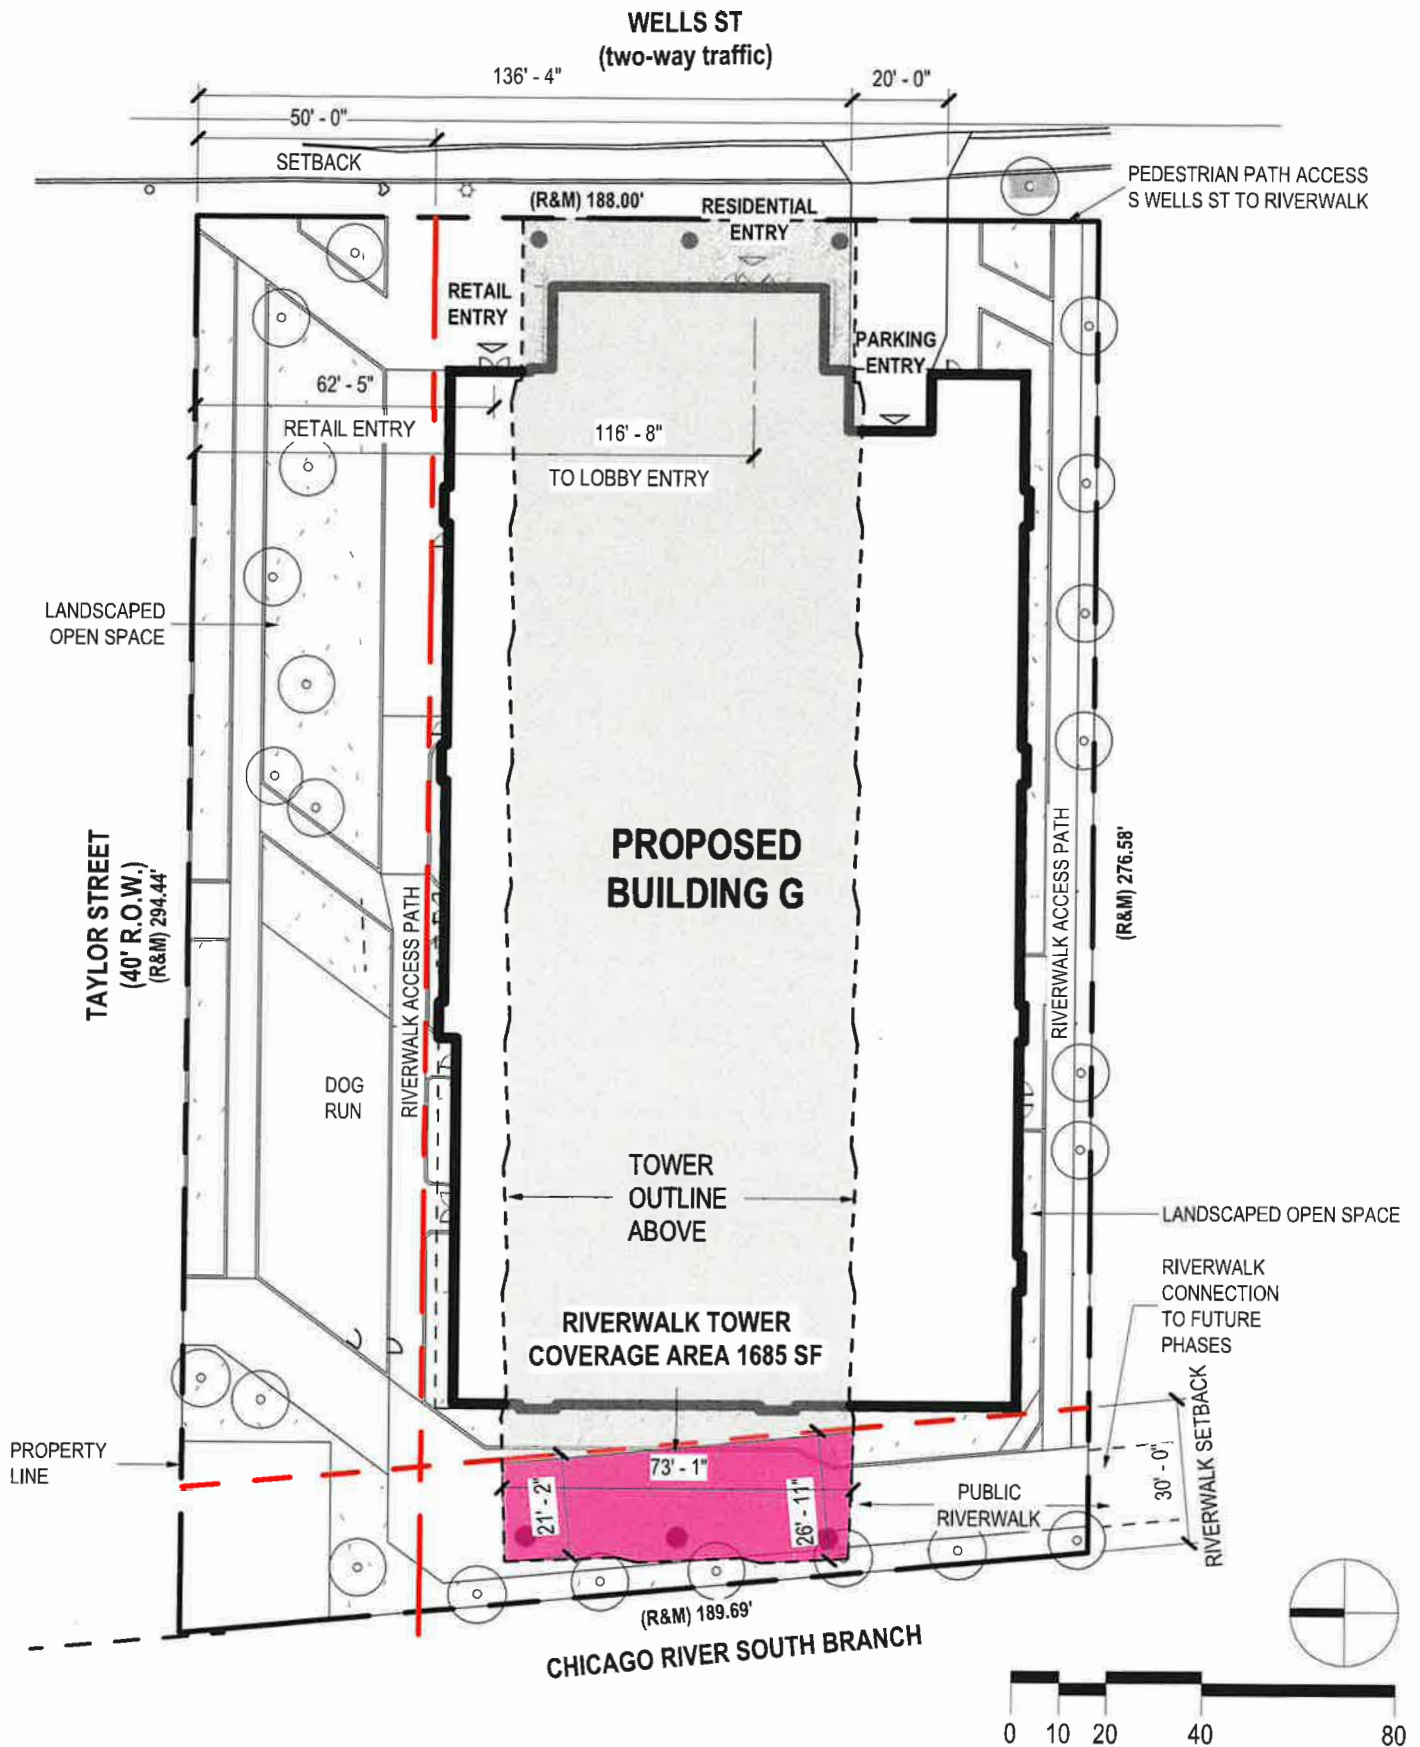 WELLS ST
(two-way traffic)
136' - 4"
20' - 0"
50' - 0"
SETBACK
(R&M) 188.00'
RESIDENTIAL
ENTRY
PEDESTRIAN PATH ACCESS
S WELLS ST TO RIVERWALK
RETAIL
ENTRY
PARKING
ENTRY
62' - 5"
RETAIL ENTRY
116' - 8"
TO LOBBY ENTRY
LANDSCAPED
OPEN SPACE
PROPOSED
BUILDING G
TAYLOR STREET
(40' R.O.W.)
(R&M) 294.44'
RIVERWALK ACCESS PATH
RIVERWALK ACCESS PATH
(R&M) 276.58'
DOG
RUN
TOWER
OUTLINE
ABOVE
LANDSCAPED OPEN SPACE
RIVERWALK
CONNECTION
TO FUTURE
PHASES
RIVERWALK TOWER
COVERAGE AREA 1685 SF
PROPERTY
LINE
73' - 1"
21' - 2"
26' - 11"
PUBLIC
RIVERWALK
30' - 0"
RIVERWALK SETBACK
(R&M) 189.69'
CHICAGO RIVER SOUTH BRANCH
0 10 20 40 80